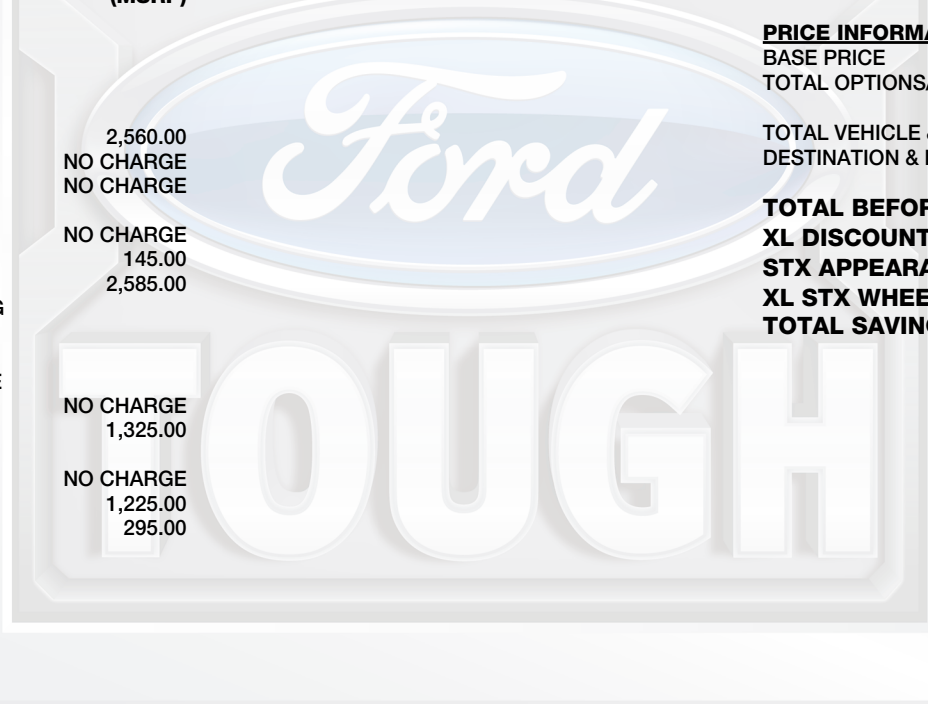 (MSRP)
2,560.00
NO CHARGE
NO CHARGE
NO CHARGE
145.00
2,585.00
NO CHARGE
1,325.00
NO CHARGE
1,225.00
295.00
PRICE INFORMA
BASE PRICE
TOTAL OPTIONS/
TOTAL VEHICLE &
DESTINATION &
TOTAL BEFOR
XL DISCOUNT
STX APPEARA
XL STX WHEE
TOTAL SAVING
Ford
TOUGH